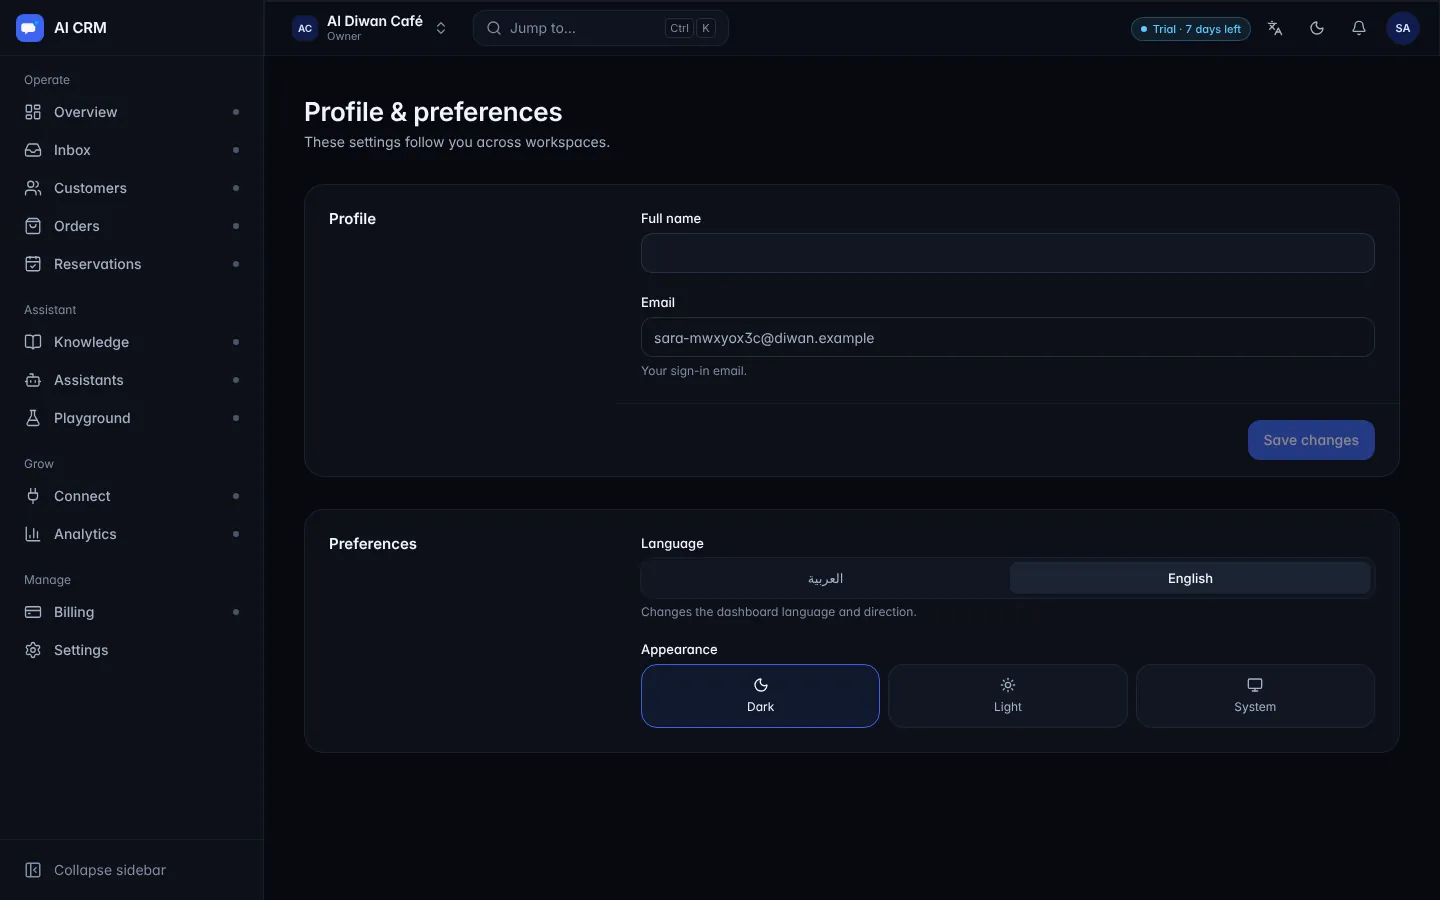 AI CRM
AC
Al Diwan Café
Owner
Jump to...
Ctrl K
Trial · 7 days left
SA
Operate
Overview
Inbox
Customers
Orders
Reservations
Assistant
Knowledge
Assistants
Playground
Grow
Connect
Analytics
Manage
Billing
Settings
Collapse sidebar
Profile & preferences
These settings follow you across workspaces.
Profile
Full name
Email
sara-mwxyox3c@diwan.example
Your sign-in email.
Save changes
Preferences
Language
العربية
English
Changes the dashboard language and direction.
Appearance
Dark
Light
System